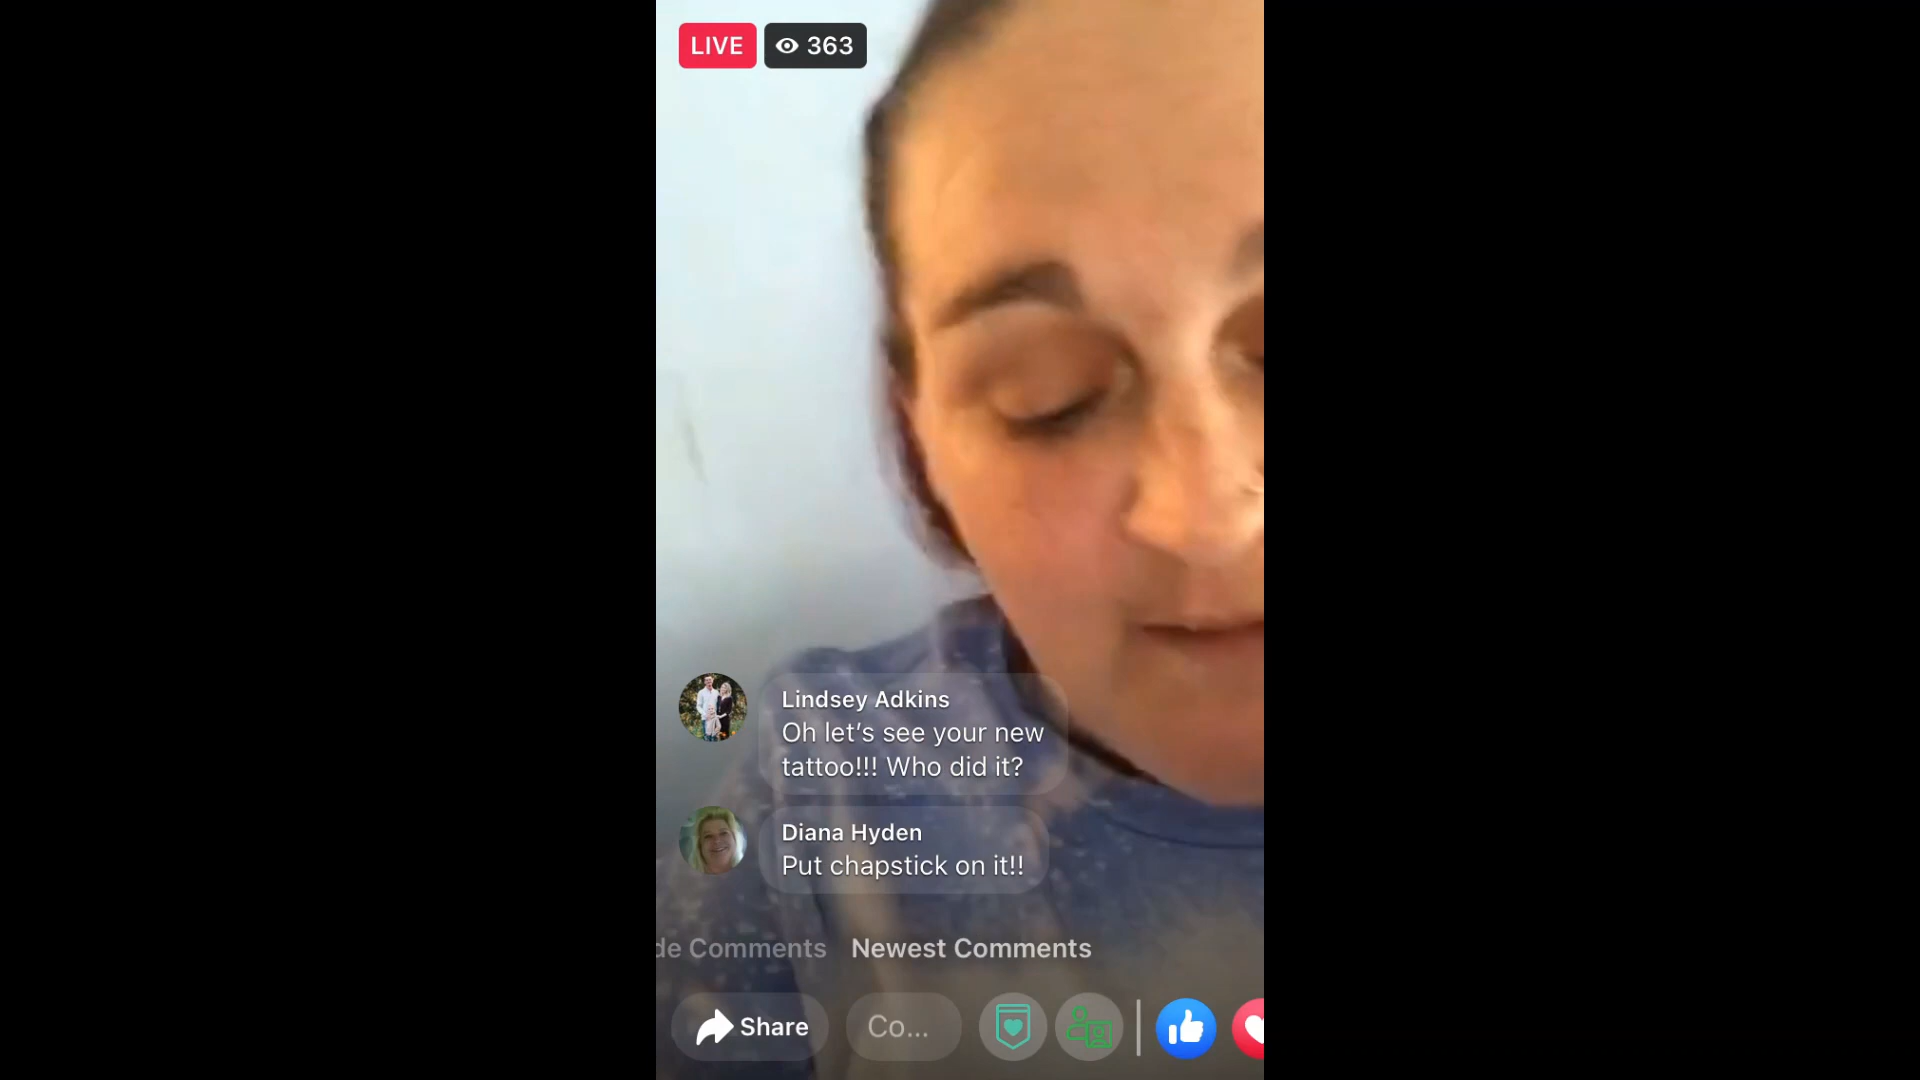 LIVE 363
Lindsey Adkins
Oh let's see your new
tattoo!!! Who did it?
Diana Hyden
Put chapstick on it!!
de Comments Newest Comments
Share Co...